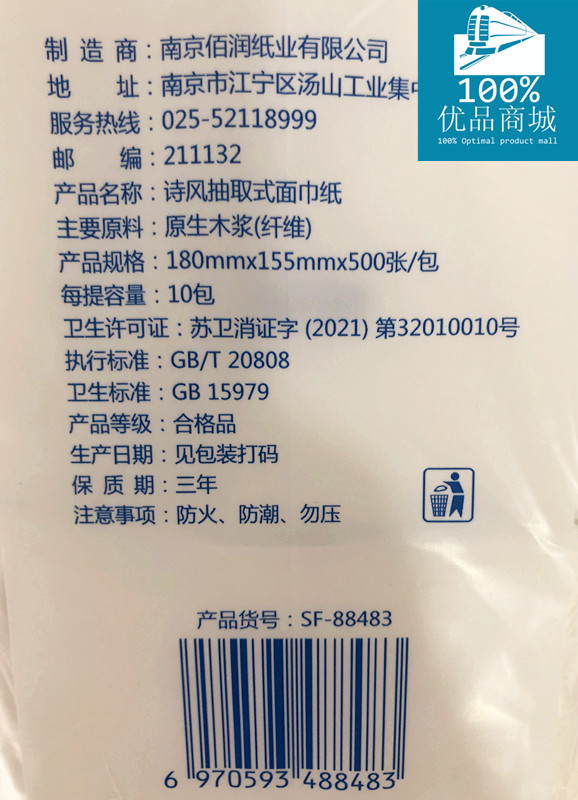 制造商：南京佰润纸业有限公司
地　　址：南京市江宁区汤山工业集
服务热线：025-52118999
邮　　编：211132
产品名称：诗风抽取式面巾纸
主要原料：原生木浆(纤维)
产品规格：180mmx155mmx500张/包
每提容量：10包
卫生许可证：苏卫消证字 (2021) 第32010010号
执行标准：GB/T 20808
卫生标准：GB 15979
产品等级：合格品
生产日期：见包装打码
保 质 期：三年
注意事项：防火、防潮、勿压
产品货号：SF-88483
6 970593 488483
100%
优品商城
100% Optimal product mall